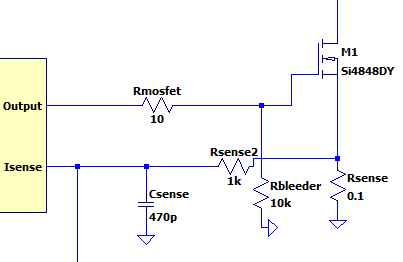 M1
Si4848DY
Rmosfet
Output
10
Rsense2
Isense
1k
Csense
Rbleeder
Rsense
470p
10k
0.1